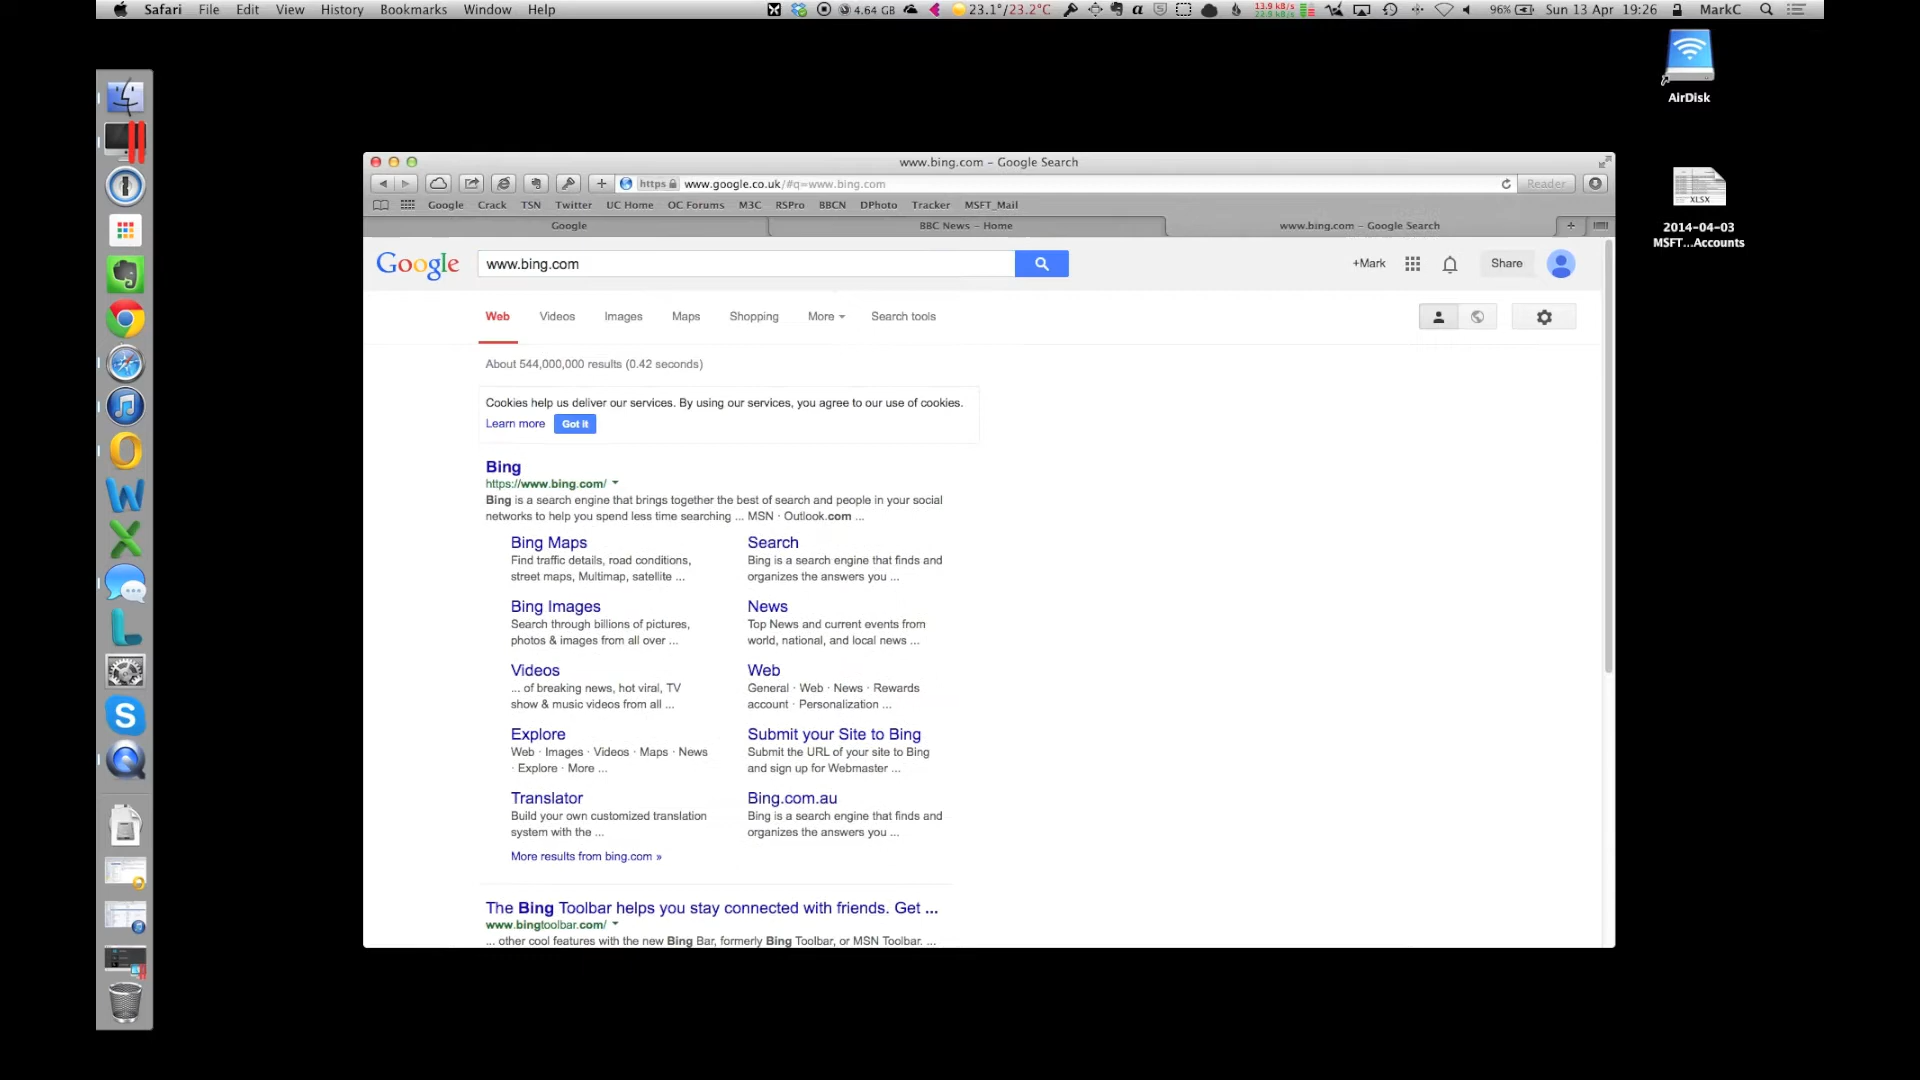 Safari File Edit View History Bookmarks Window Help 4.64 GB 23.1°/23.2°C 13.9 kB/s 22.9 kB/s 96% Sun 13 Apr 19:26 MarkC
AirDisk
XLSX
2014-04-03
MSFT...Accounts
www.bing.com – Google Search
https www.google.co.uk/#q=www.bing.com Reader
Google Crack TSN Twitter UC Home OC Forums M3C RSPro BBCN DPhoto Tracker MSFT_Mail
Google BBC News – Home www.bing.com – Google Search
Google www.bing.com +Mark Share
Web Videos Images Maps Shopping More Search tools
About 544,000,000 results (0.42 seconds)
Cookies help us deliver our services. By using our services, you agree to our use of cookies.
Learn more Got it
Bing
https://www.bing.com/
Bing is a search engine that brings together the best of search and people in your social
networks to help you spend less time searching ... MSN · Outlook.com ...
Bing Maps
Find traffic details, road conditions,
street maps, Multimap, satellite ...
Search
Bing is a search engine that finds and
organizes the answers you ...
Bing Images
Search through billions of pictures,
photos & images from all over ...
News
Top News and current events from
world, national, and local news ...
Videos
... of breaking news, hot viral, TV
show & music videos from all ...
Web
General · Web · News · Rewards
account · Personalization ...
Explore
Web · Images · Videos · Maps · News
· Explore · More ...
Submit your Site to Bing
Submit the URL of your site to Bing
and sign up for Webmaster ...
Translator
Build your own customized translation
system with the ...
Bing.com.au
Bing is a search engine that finds and
organizes the answers you ...
More results from bing.com »
The Bing Toolbar helps you stay connected with friends. Get ...
www.bingtoolbar.com/
... other cool features with the new Bing Bar, formerly Bing Toolbar, or MSN Toolbar. ...